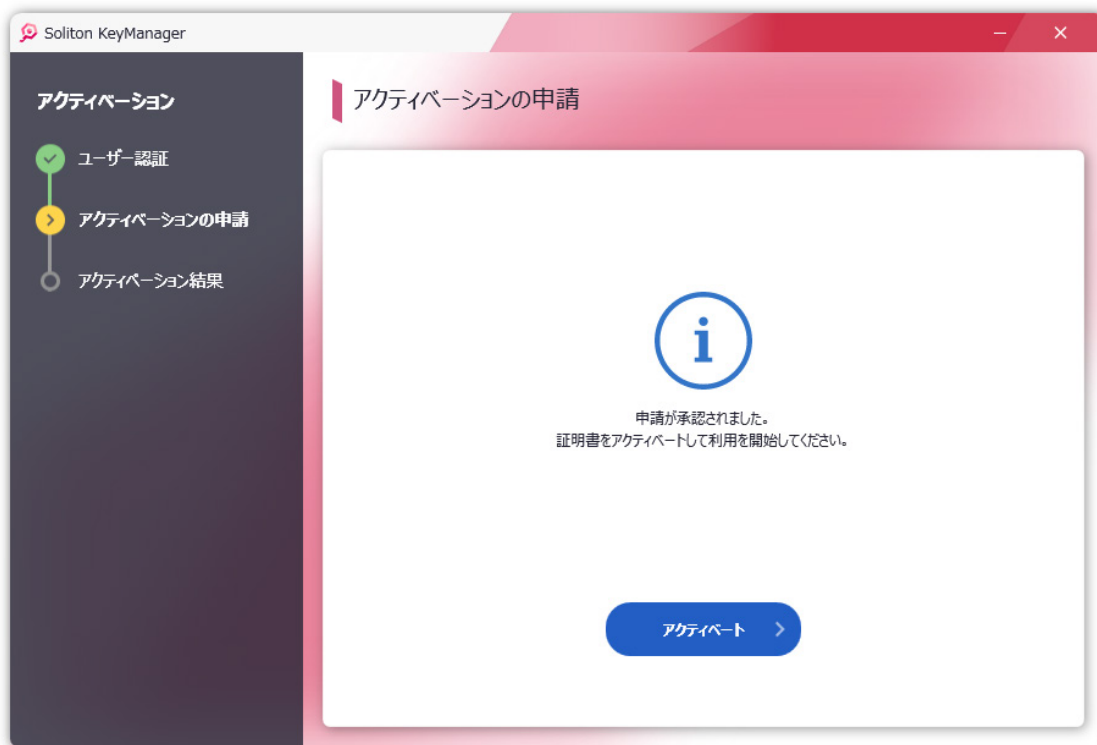 Soliton KeyManager
アクティベーション
アクティベーションの申請
ユーザー認証
アクティベーションの申請
アクティベーション結果
申請が承認されました。
証明書をアクティベートして利用を開始してください。
アクティベート